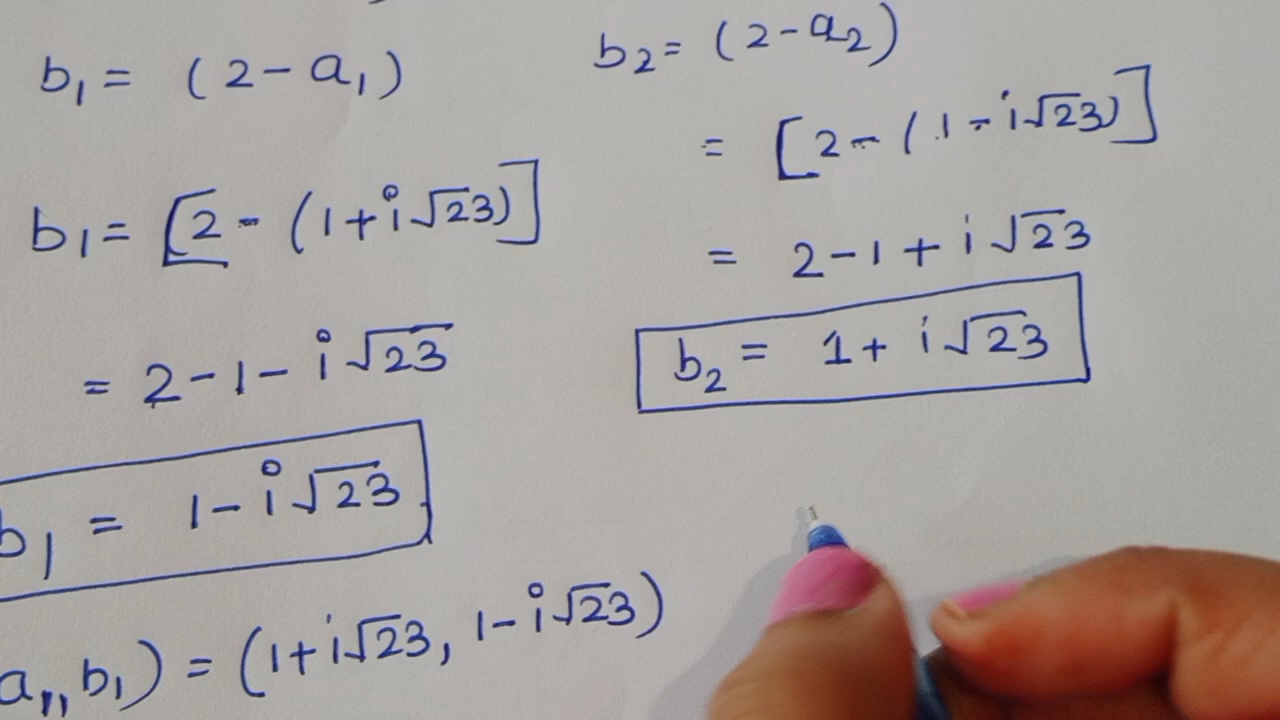 b₁ = (2 - a₁)
b₁ = [2 - (1 + i√23)]
= 2 - 1 - i√23
b₁ = 1 - i√23
a₁, b₁) = (1 + i√23, 1 - i√23)
b₂ = (2 - a₂)
= [2 - (1 - i√23)]
= 2 - 1 + i√23
b₂ = 1 + i√23